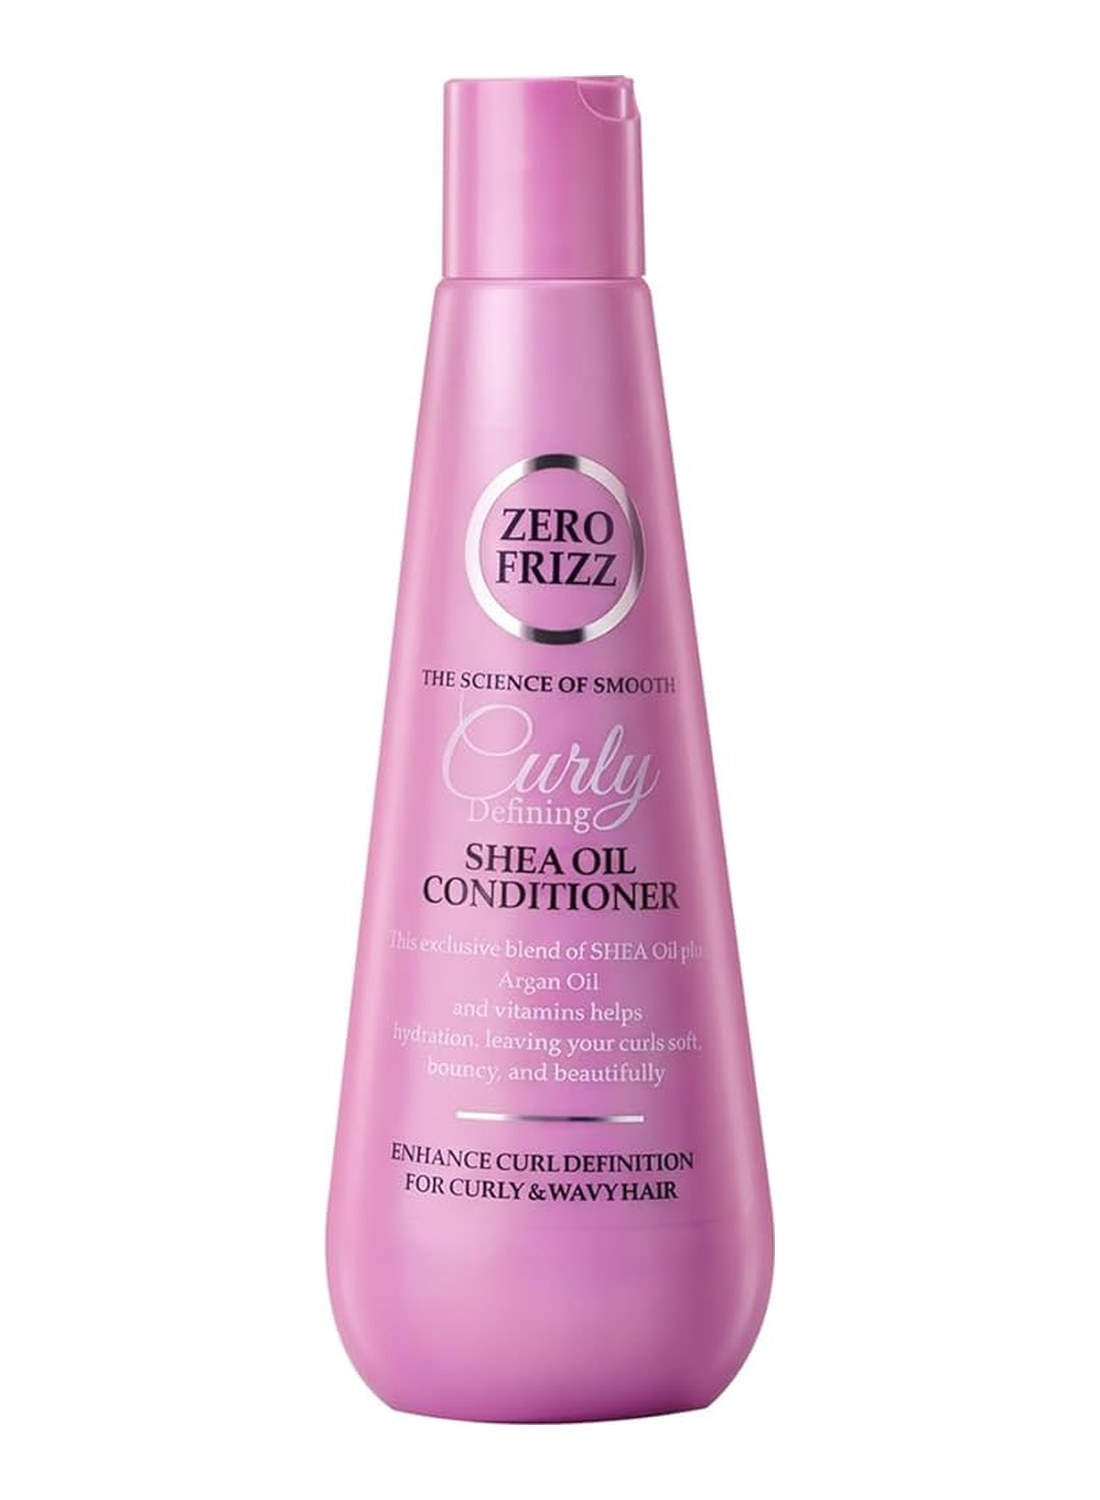 ZERO
FRIZZ
THE SCIENCE OF SMOOTH
Curly
Defining
SHEA OIL
CONDITIONER
This exclusive blend of SHEA Oil plu
Argan Oil
and vitamins helps
hydration, leaving your curls soft,
bouncy, and beautifully
ENHANCE CURL DEFINITION
FOR CURLY & WAVY HAIR